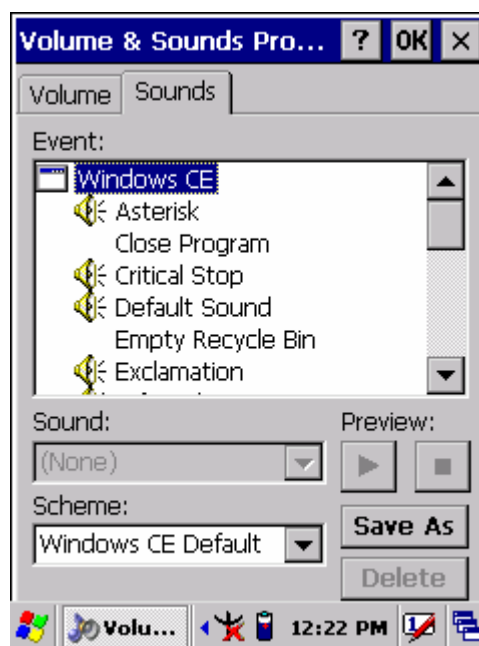 Volume & Sounds Pro... ? OK ×
Volume Sounds
Event:
Windows CE
Asterisk
Close Program
Critical Stop
Default Sound
Empty Recycle Bin
Exclamation
Sound: Preview:
(None)
Scheme:
Windows CE Default
Save As
Delete
Volu... 12:22 PM